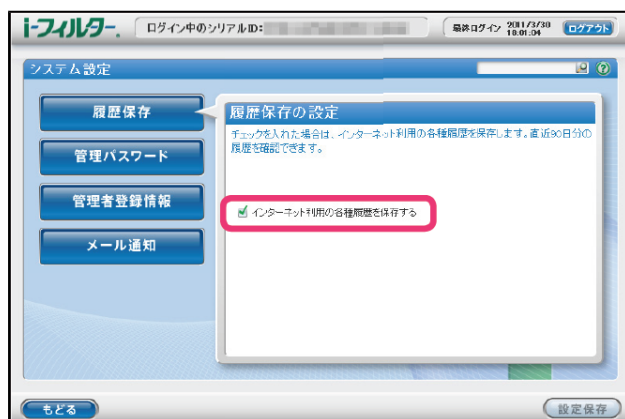 i-フィルター. ログイン中のシリアルID: 最終ログイン 2011/3/30 18:01:04 ログアウト
システム設定
履歴保存
管理パスワード
管理者登録情報
メール通知
履歴保存の設定
チェックを入れた場合は、インターネット利用の各種履歴を保存します。直近90日分の
履歴を確認できます。
インターネット利用の各種履歴を保存する
もどる
設定保存